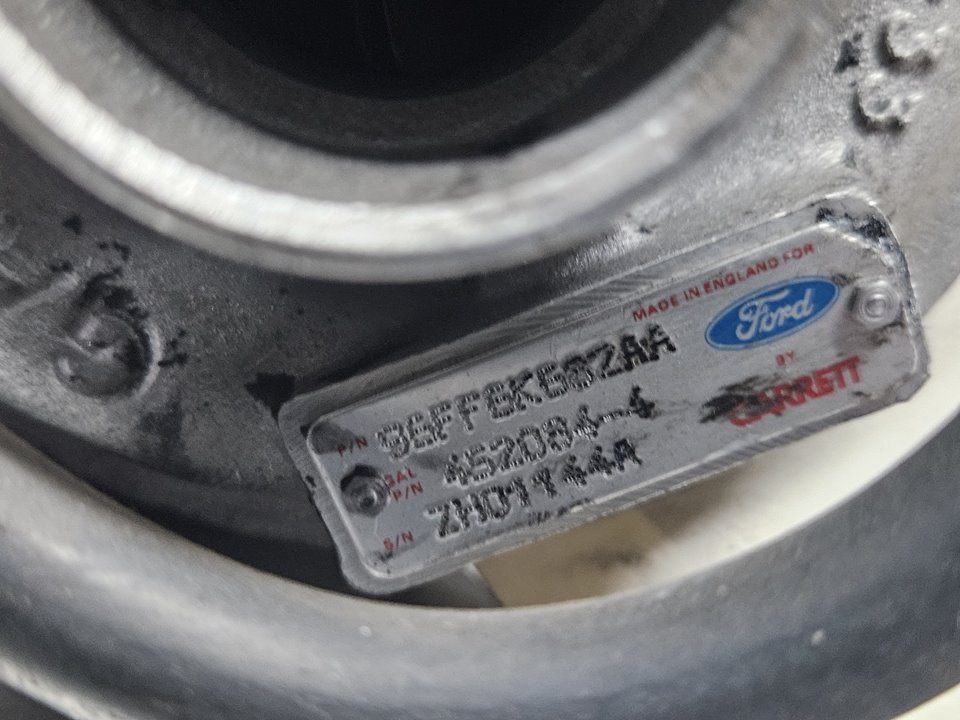 MADE IN ENGLAND FOR
Ford
BY
GARRETT
P/N 96FF6K682AA
GAL P/N 452084-4
S/N ZH01144A